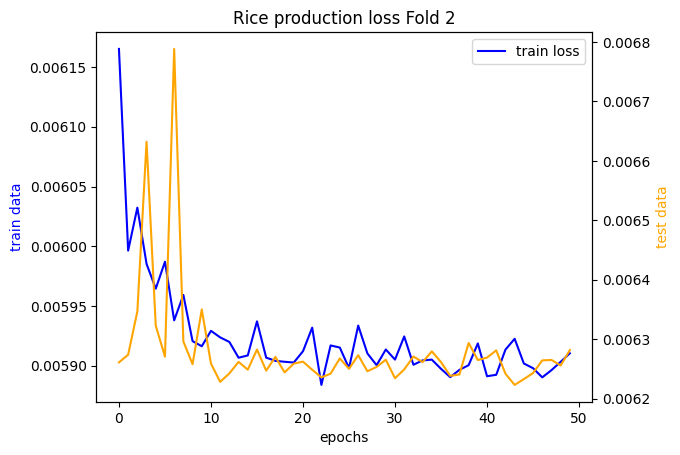 Rice production loss Fold 2
train loss
train data
0.00615
0.00610
0.00605
0.00600
0.00595
0.00590
0.0068
0.0067
0.0066
0.0065
0.0064
0.0063
0.0062
test data
0 10 20 30 40 50
epochs